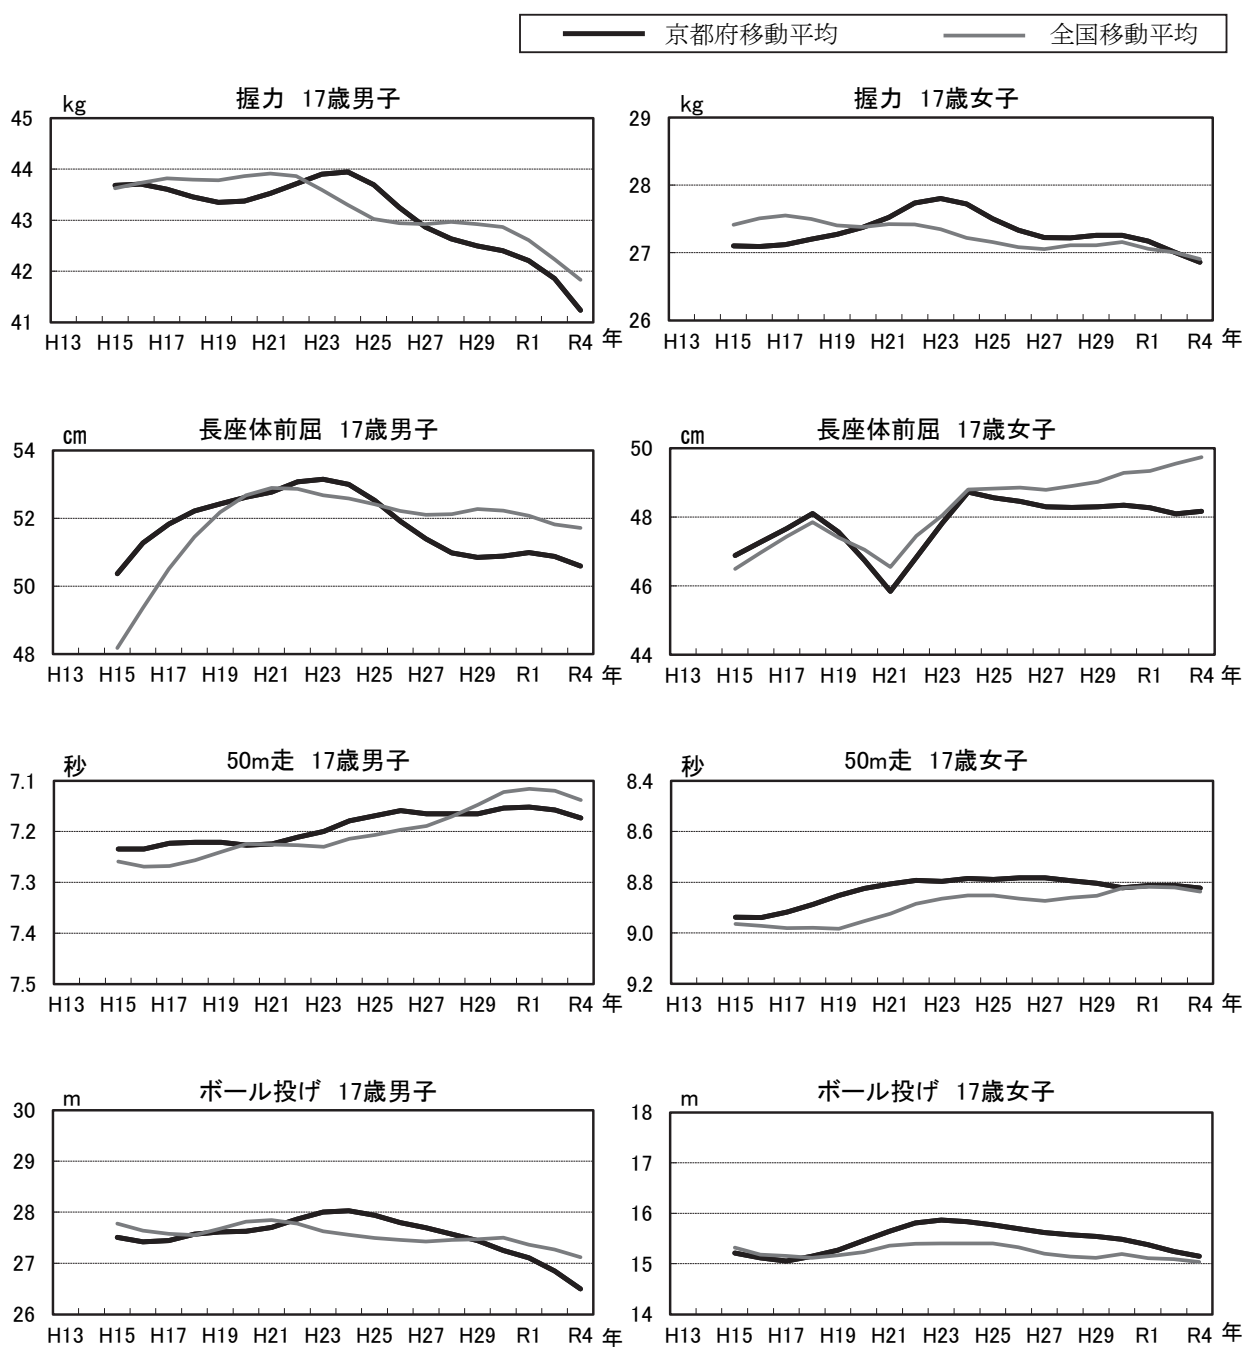 京都府移動平均 全国移動平均
握力 17歳男子
kg
45
44
43
42
41
H13 H15 H17 H19 H21 H23 H25 H27 H29 R1 R4 年
握力 17歳女子
kg
29
28
27
26
H13 H15 H17 H19 H21 H23 H25 H27 H29 R1 R4 年
長座体前屈 17歳男子
cm
54
52
50
48
H13 H15 H17 H19 H21 H23 H25 H27 H29 R1 R4 年
長座体前屈 17歳女子
cm
50
48
46
44
H13 H15 H17 H19 H21 H23 H25 H27 H29 R1 R4 年
50m走 17歳男子
秒
7.1
7.2
7.3
7.4
7.5
H13 H15 H17 H19 H21 H23 H25 H27 H29 R1 R4 年
50m走 17歳女子
秒
8.4
8.6
8.8
9.0
9.2
H13 H15 H17 H19 H21 H23 H25 H27 H29 R1 R4 年
ボール投げ 17歳男子
m
30
29
28
27
26
H13 H15 H17 H19 H21 H23 H25 H27 H29 R1 R4 年
ボール投げ 17歳女子
m
18
17
16
15
14
H13 H15 H17 H19 H21 H23 H25 H27 H29 R1 R4 年